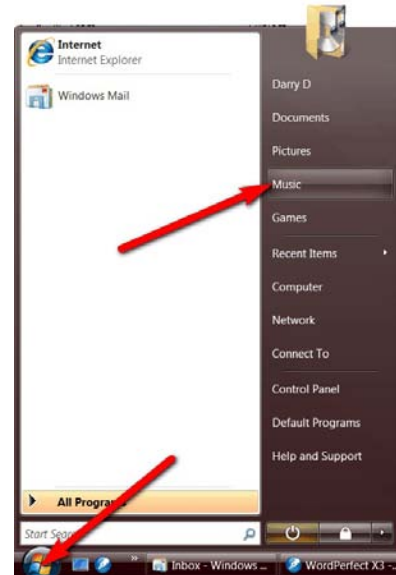 Internet
Internet Explorer
Windows Mail
All Programs
Start Search
Darry D
Documents
Pictures
Music
Games
Recent Items
Computer
Network
Connect To
Control Panel
Default Programs
Help and Support
Inbox - Windows ...
WordPerfect X3 -...